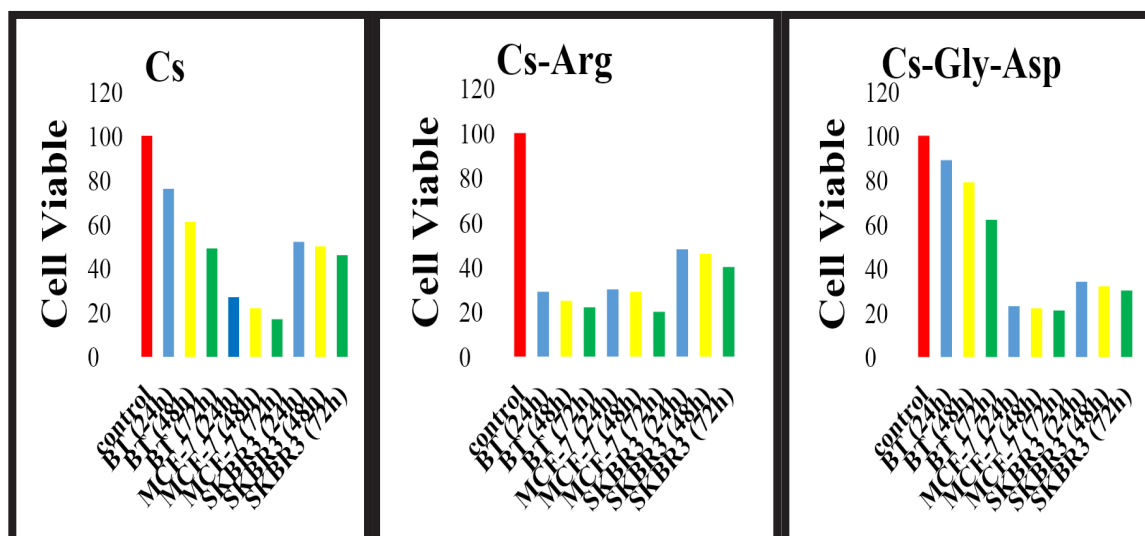 Cs
Cell Viable
120
100
80
60
40
20
0
control
BT (24h)
BT (48h)
BT (72h)
MCF-7 (24h)
MCF-7 (48h)
MCF-7 (72h)
SKBR3 (24h)
SKBR3 (48h)
SKBR3 (72h)
Cs-Arg
Cell Viable
120
100
80
60
40
20
0
control
BT (24h)
BT (48h)
BT (72h)
MCF-7 (24h)
MCF-7 (48h)
MCF-7 (72h)
SKBR3 (24h)
SKBR3 (48h)
SKBR3 (72h)
Cs-Gly-Asp
Cell Viable
120
100
80
60
40
20
0
control
BT (24h)
BT (48h)
BT (72h)
MCF-7 (24h)
MCF-7 (48h)
MCF-7 (72h)
SKBR3 (24h)
SKBR3 (48h)
SKBR3 (72h)